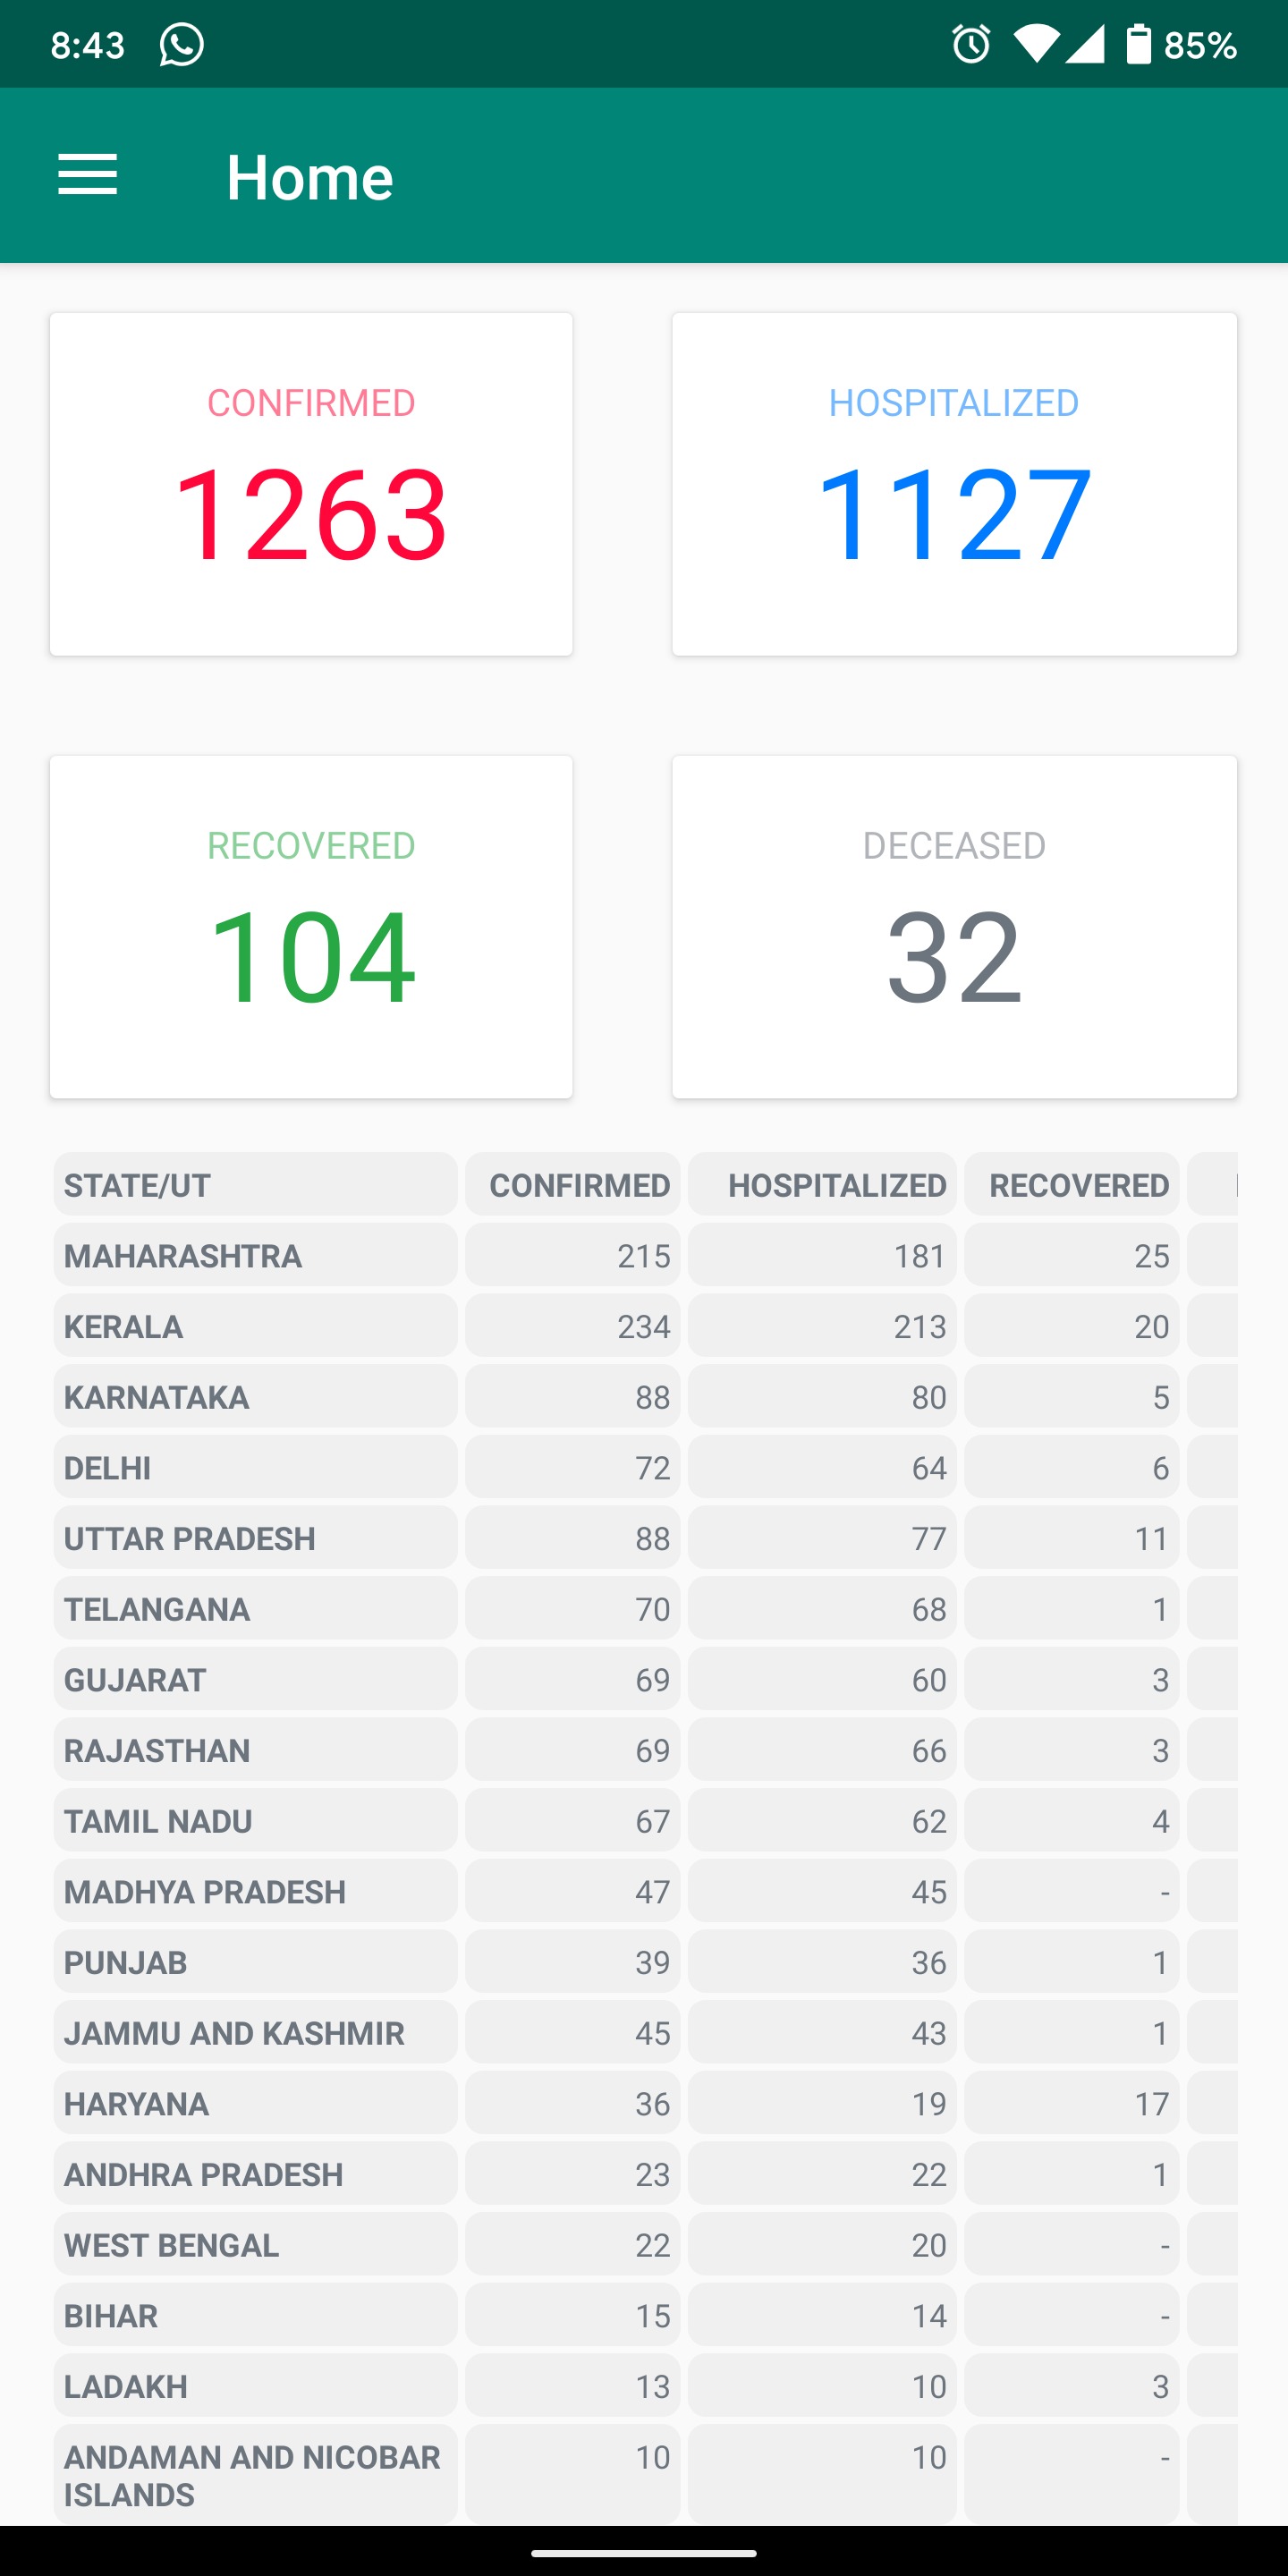 8:43 85%
Home
CONFIRMED HOSPITALIZED
1263 1127
RECOVERED DECEASED
104 32
STATE/UT CONFIRMED HOSPITALIZED RECOVERED
MAHARASHTRA 215 181 25
KERALA 234 213 20
KARNATAKA 88 80 5
DELHI 72 64 6
UTTAR PRADESH 88 77 11
TELANGANA 70 68 1
GUJARAT 69 60 3
RAJASTHAN 69 66 3
TAMIL NADU 67 62 4
MADHYA PRADESH 47 45 -
PUNJAB 39 36 1
JAMMU AND KASHMIR 45 43 1
HARYANA 36 19 17
ANDHRA PRADESH 23 22 1
WEST BENGAL 22 20 -
BIHAR 15 14 -
LADAKH 13 10 3
ANDAMAN AND NICOBAR 10 10 -
ISLANDS